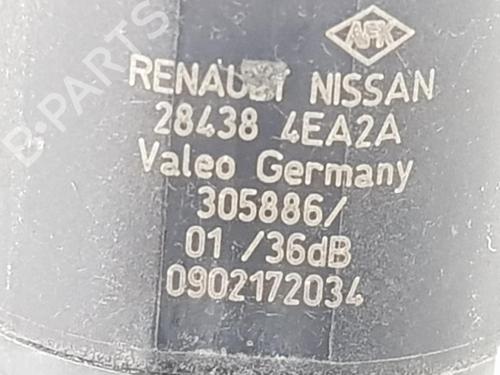 AFK
RENAULT NISSAN
28438 4EA2A
Valeo Germany
305886/
01 /36dB
0902172034
B-PARTS